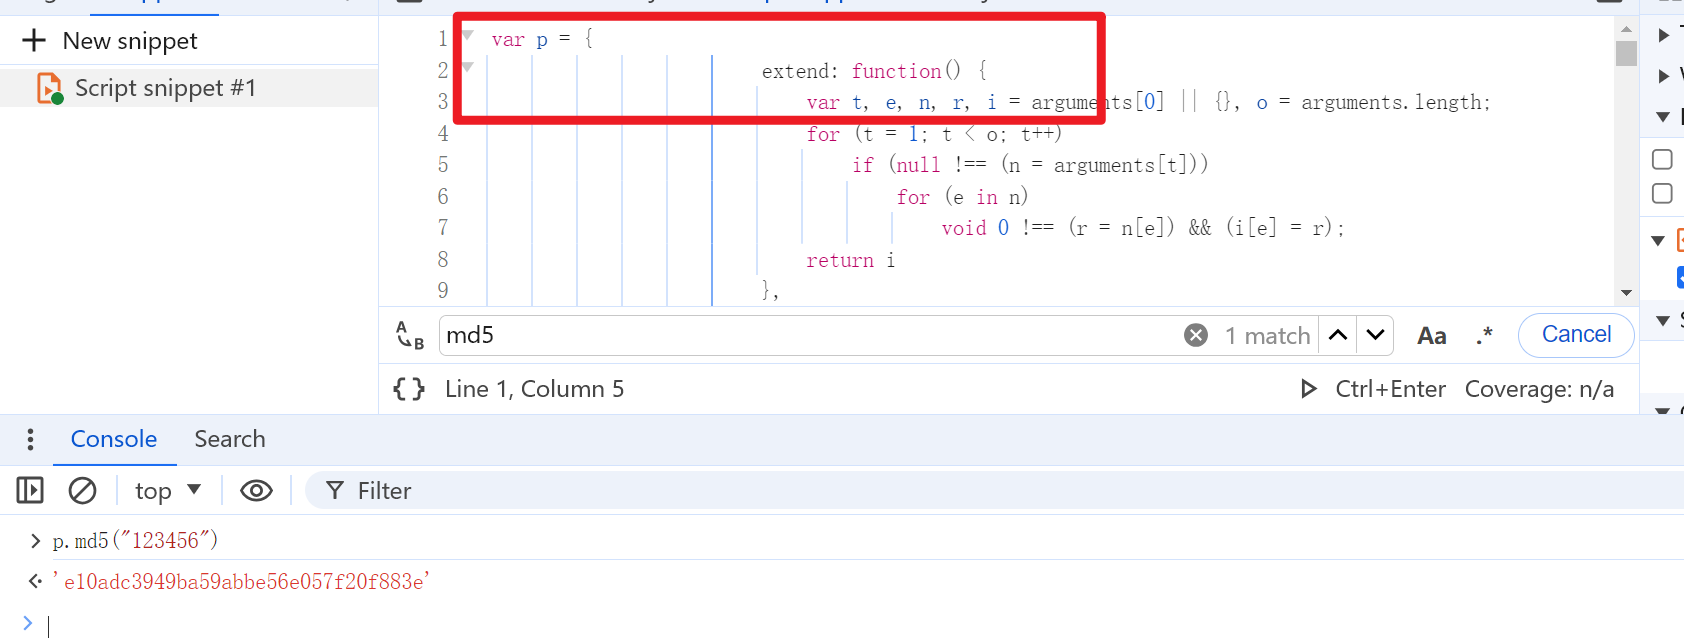 New snippet
Script snippet #1
1 var p = {
2 extend: function() {
3 var t, e, n, r, i = arguments[0] || {}, o = arguments.length;
4 for (t = 1; t < o; t++)
5 if (null !== (n = arguments[t]))
6 for (e in n)
7 void 0 !== (r = n[e]) && (i[e] = r);
8 return i
9 },
md5 1 match Aa .* Cancel
{ } Line 1, Column 5 Ctrl+Enter Coverage: n/a
Console Search
top Filter
> p.md5("123456")
'e10adc3949ba59abbe56e057f20f883e'
>